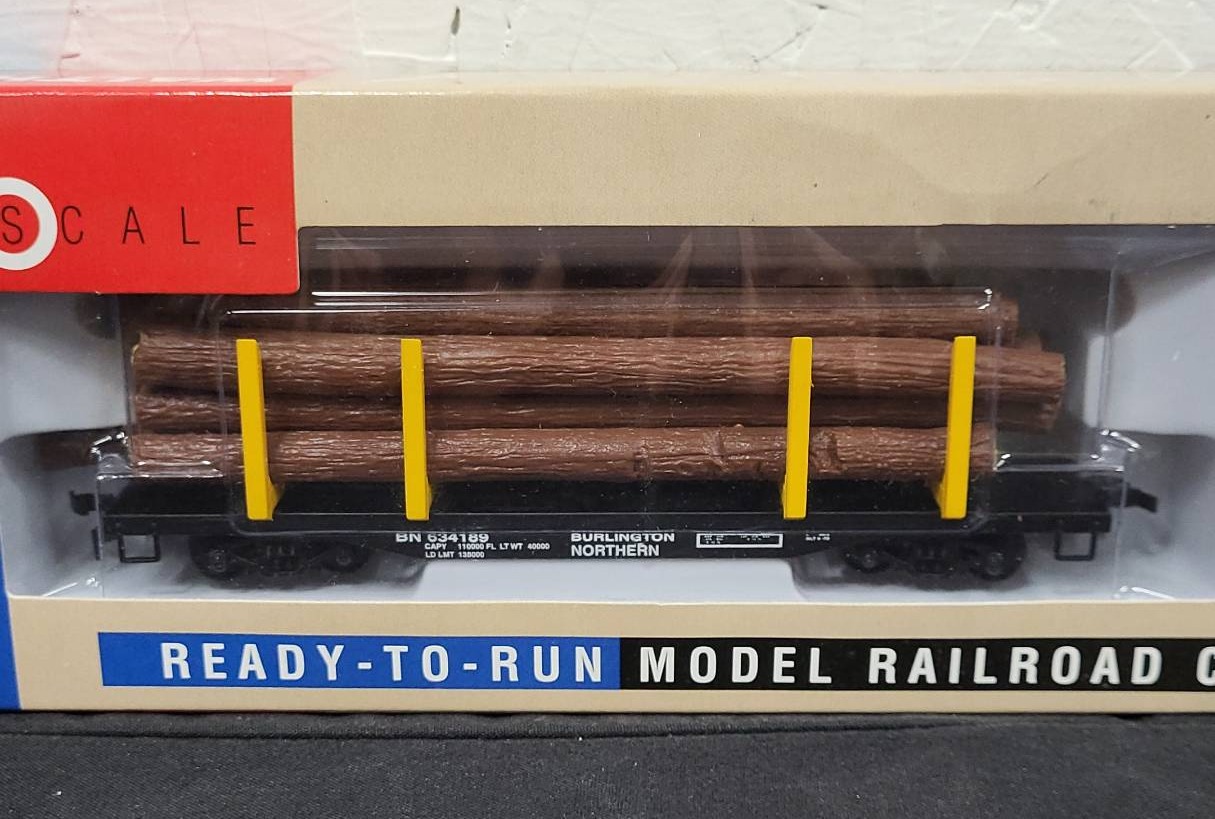 SCALE
BN 634189
CAPY 110000 FL LT WT 40000
LD LMT 138000
BURLINGTON
NORTHERN
READY-TO-RUN MODEL RAILROAD C